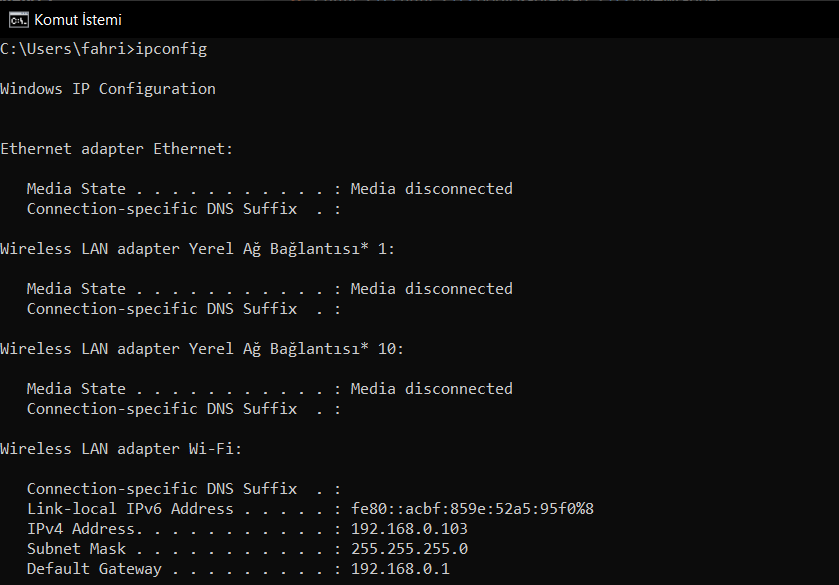 Komut İstemi
C:\Users\fahri>ipconfig
Windows IP Configuration
Ethernet adapter Ethernet:
Media State . . . . . . . . . . . : Media disconnected
Connection-specific DNS Suffix  . :
Wireless LAN adapter Yerel Ağ Bağlantısı* 1:
Media State . . . . . . . . . . . : Media disconnected
Connection-specific DNS Suffix  . :
Wireless LAN adapter Yerel Ağ Bağlantısı* 10:
Media State . . . . . . . . . . . : Media disconnected
Connection-specific DNS Suffix  . :
Wireless LAN adapter Wi-Fi:
Connection-specific DNS Suffix  . :
Link-local IPv6 Address . . . . . : fe80::acbf:859e:52a5:95f0%8
IPv4 Address. . . . . . . . . . . : 192.168.0.103
Subnet Mask . . . . . . . . . . . : 255.255.255.0
Default Gateway . . . . . . . . . : 192.168.0.1